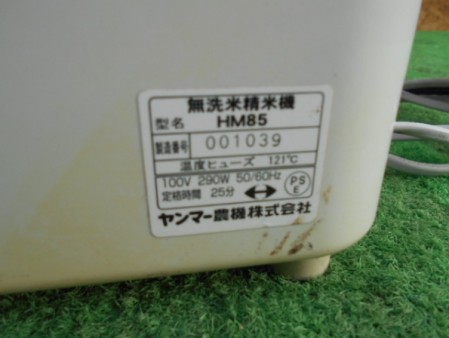 無洗米精米機
型名 HM85
製造番号 001039
温度ヒューズ 121℃
100V 290W 50/60Hz
定格時間 25分
PS
E
ヤンマー農機株式会社